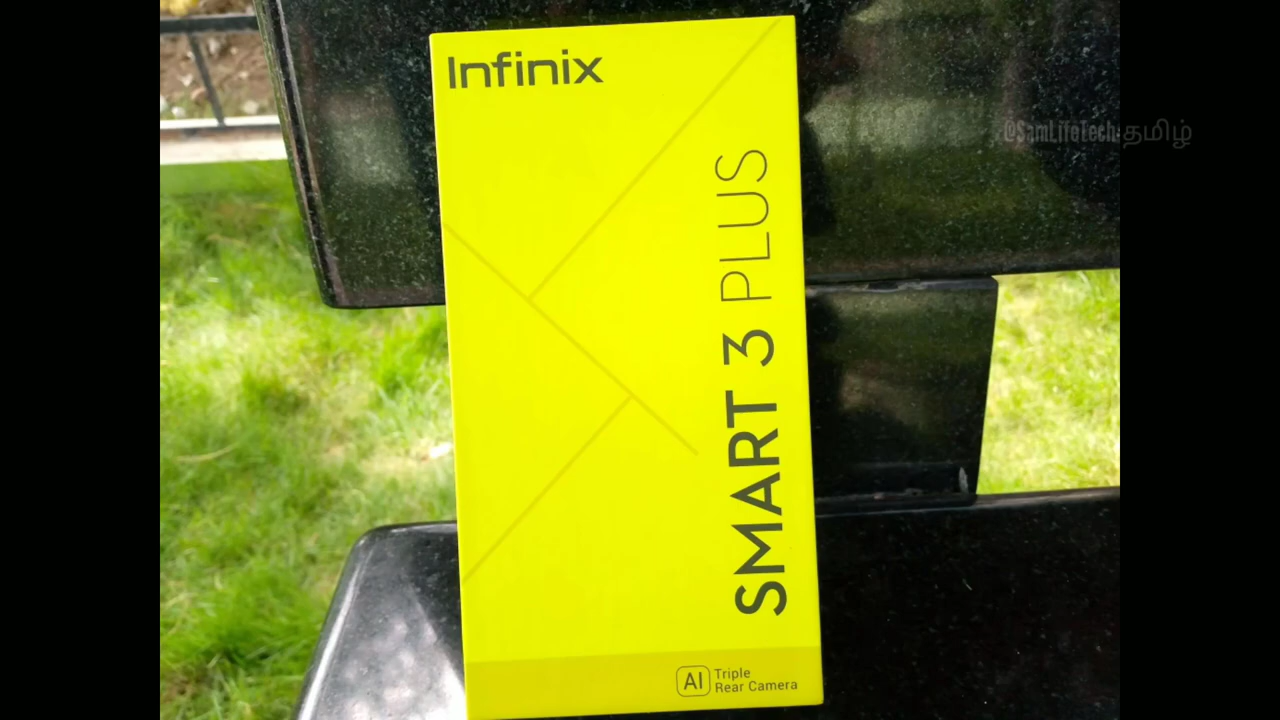 Infinix
SMART 3 PLUS
AI
Triple
Rear Camera
@SamLifeTech தமிழ்